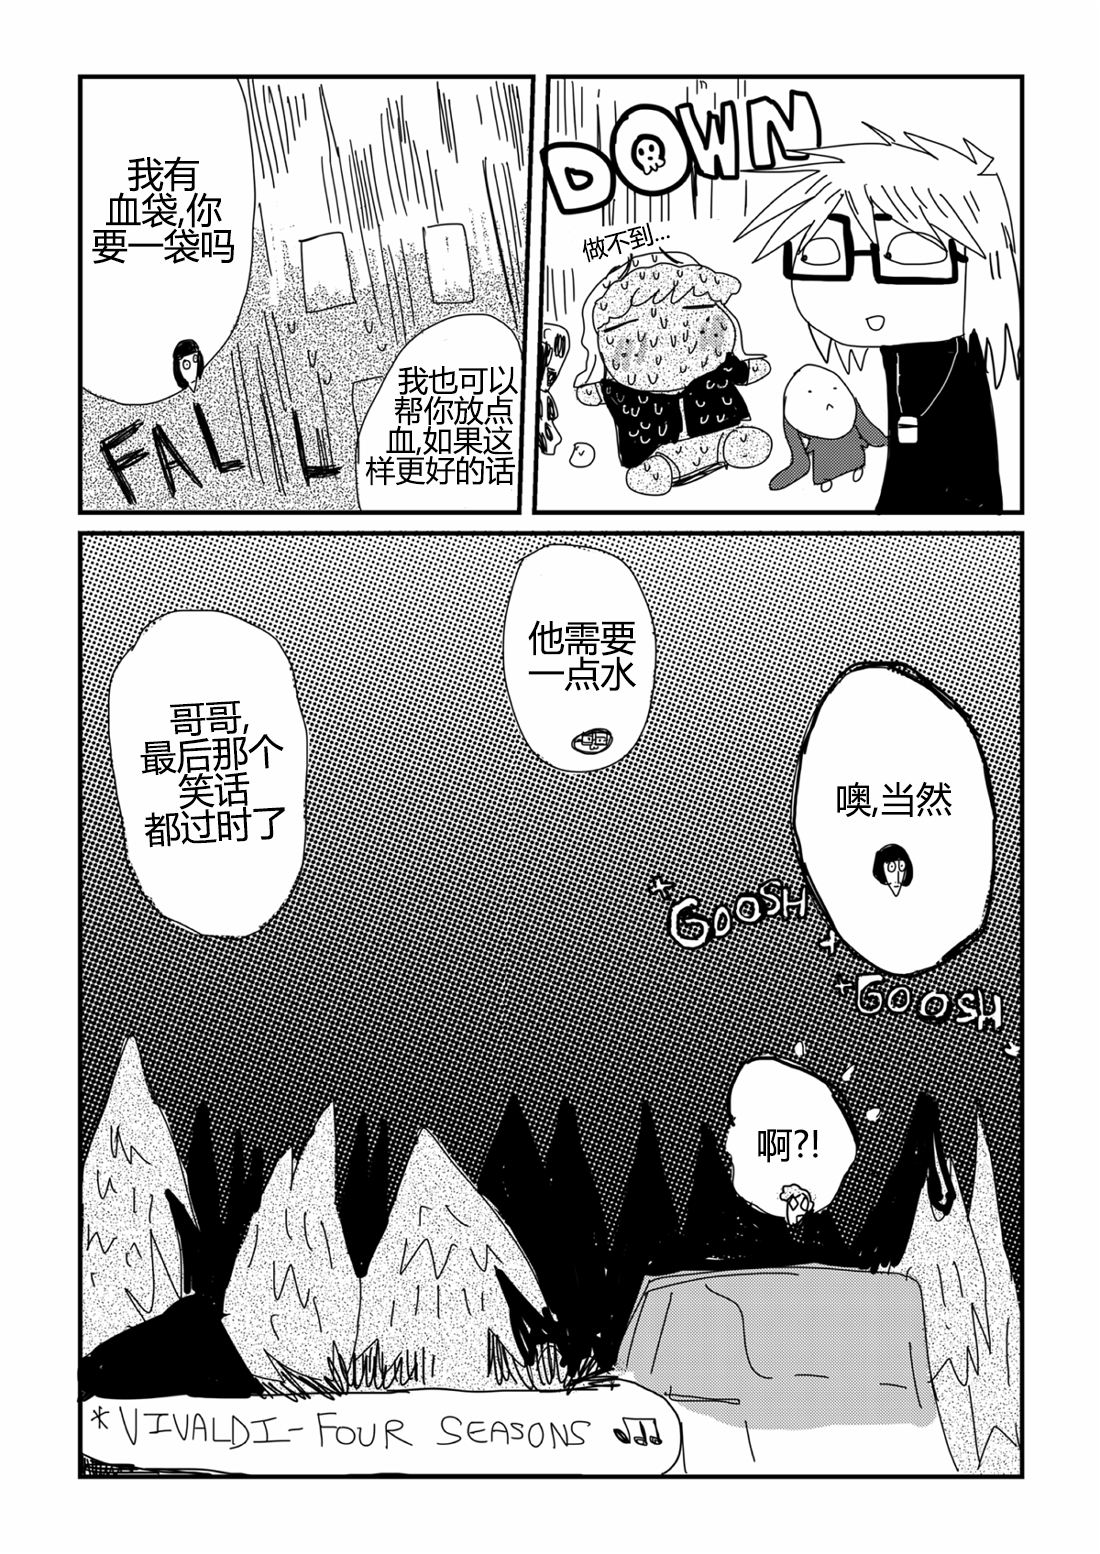 我有
血袋,你
要一袋吗
FALL
我也可以
帮你放点
血,如果这
样更好的话
DOWN
做不到...
他需要
一点水
哥哥,
最后那个
笑话
都过时了
噢,当然
GOOSH
GOOSH
啊?!
*VIVALDI-FOUR SEASONS ♫♫